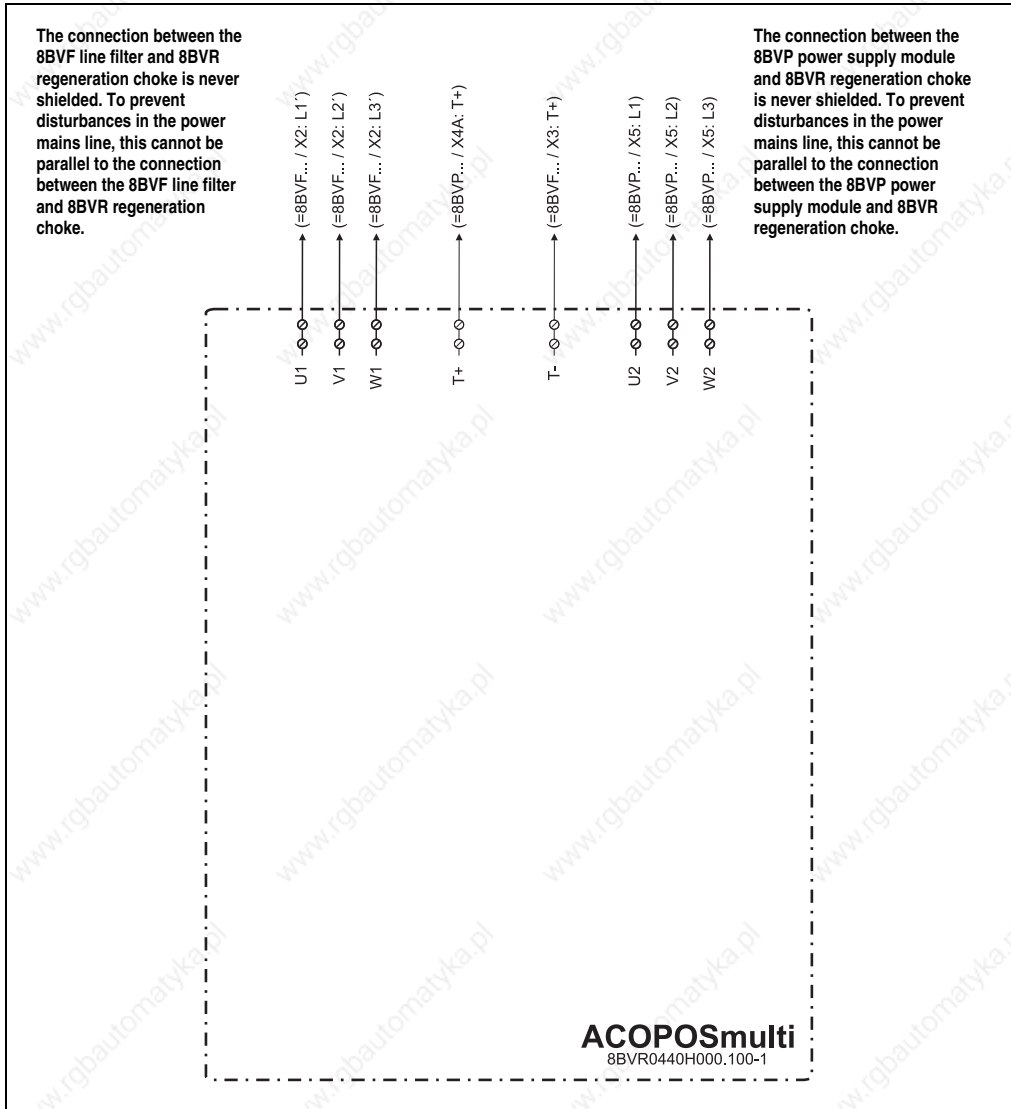 The connection between the
8BVF line filter and 8BVR
regeneration choke is never
shielded. To prevent
disturbances in the power
mains line, this cannot be
parallel to the connection
between the 8BVF line filter
and 8BVR regeneration
choke.
The connection between the
8BVP power supply module
and 8BVR regeneration choke
is never shielded. To prevent
disturbances in the power
mains line, this cannot be
parallel to the connection
between the 8BVP power
supply module and 8BVR
regeneration choke.
(=8BVF... / X2: L1´)
(=8BVF... / X2: L2´)
(=8BVF... / X2: L3´)
(=8BVP... / X4A: T+)
(=8BVF... / X3: T+)
(=8BVP... / X5: L1)
(=8BVP... / X5: L2)
(=8BVP... / X5: L3)
U1
V1
W1
T+
T-
U2
V2
W2
ACOPOSmulti
8BVR0440H000.100-1
www.rgbautomatyka.pl